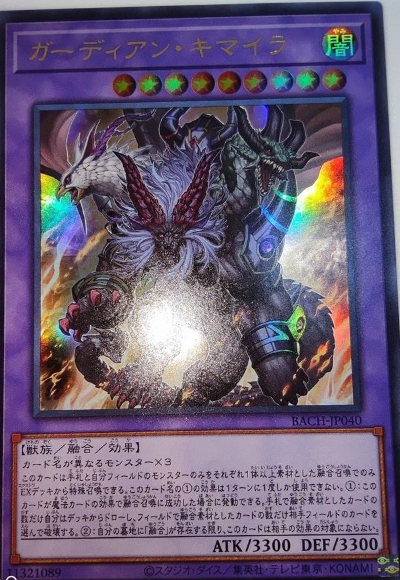 ガーディアン・キマイラ
闇
やみ
BACH-JP040
【獣族／融合／効果】
カード名が異なるモンスター×３
このカードは手札と自分フィールドのモンスターのみをそれぞれ１体以上素材とした融合召喚でのみ
EXデッキから特殊召喚できる。このカード名の①の効果は１ターンに１度しか使用できない。①：この
カードが魔法カードの効果で融合召喚に成功した場合に発動できる。手札で融合素材としたカード
の数だけ自分はデッキからドローし、フィールドで融合素材としたカードの数だけ相手フィールドのカード
を選んで破壊する。②：自分の墓地に「融合」が存在する限り、このカードは相手の効果の対象にならない。
ATK/3300 DEF/3300
11321089
©スタジオ・ダイス／集英社・テレビ東京・KONAMI